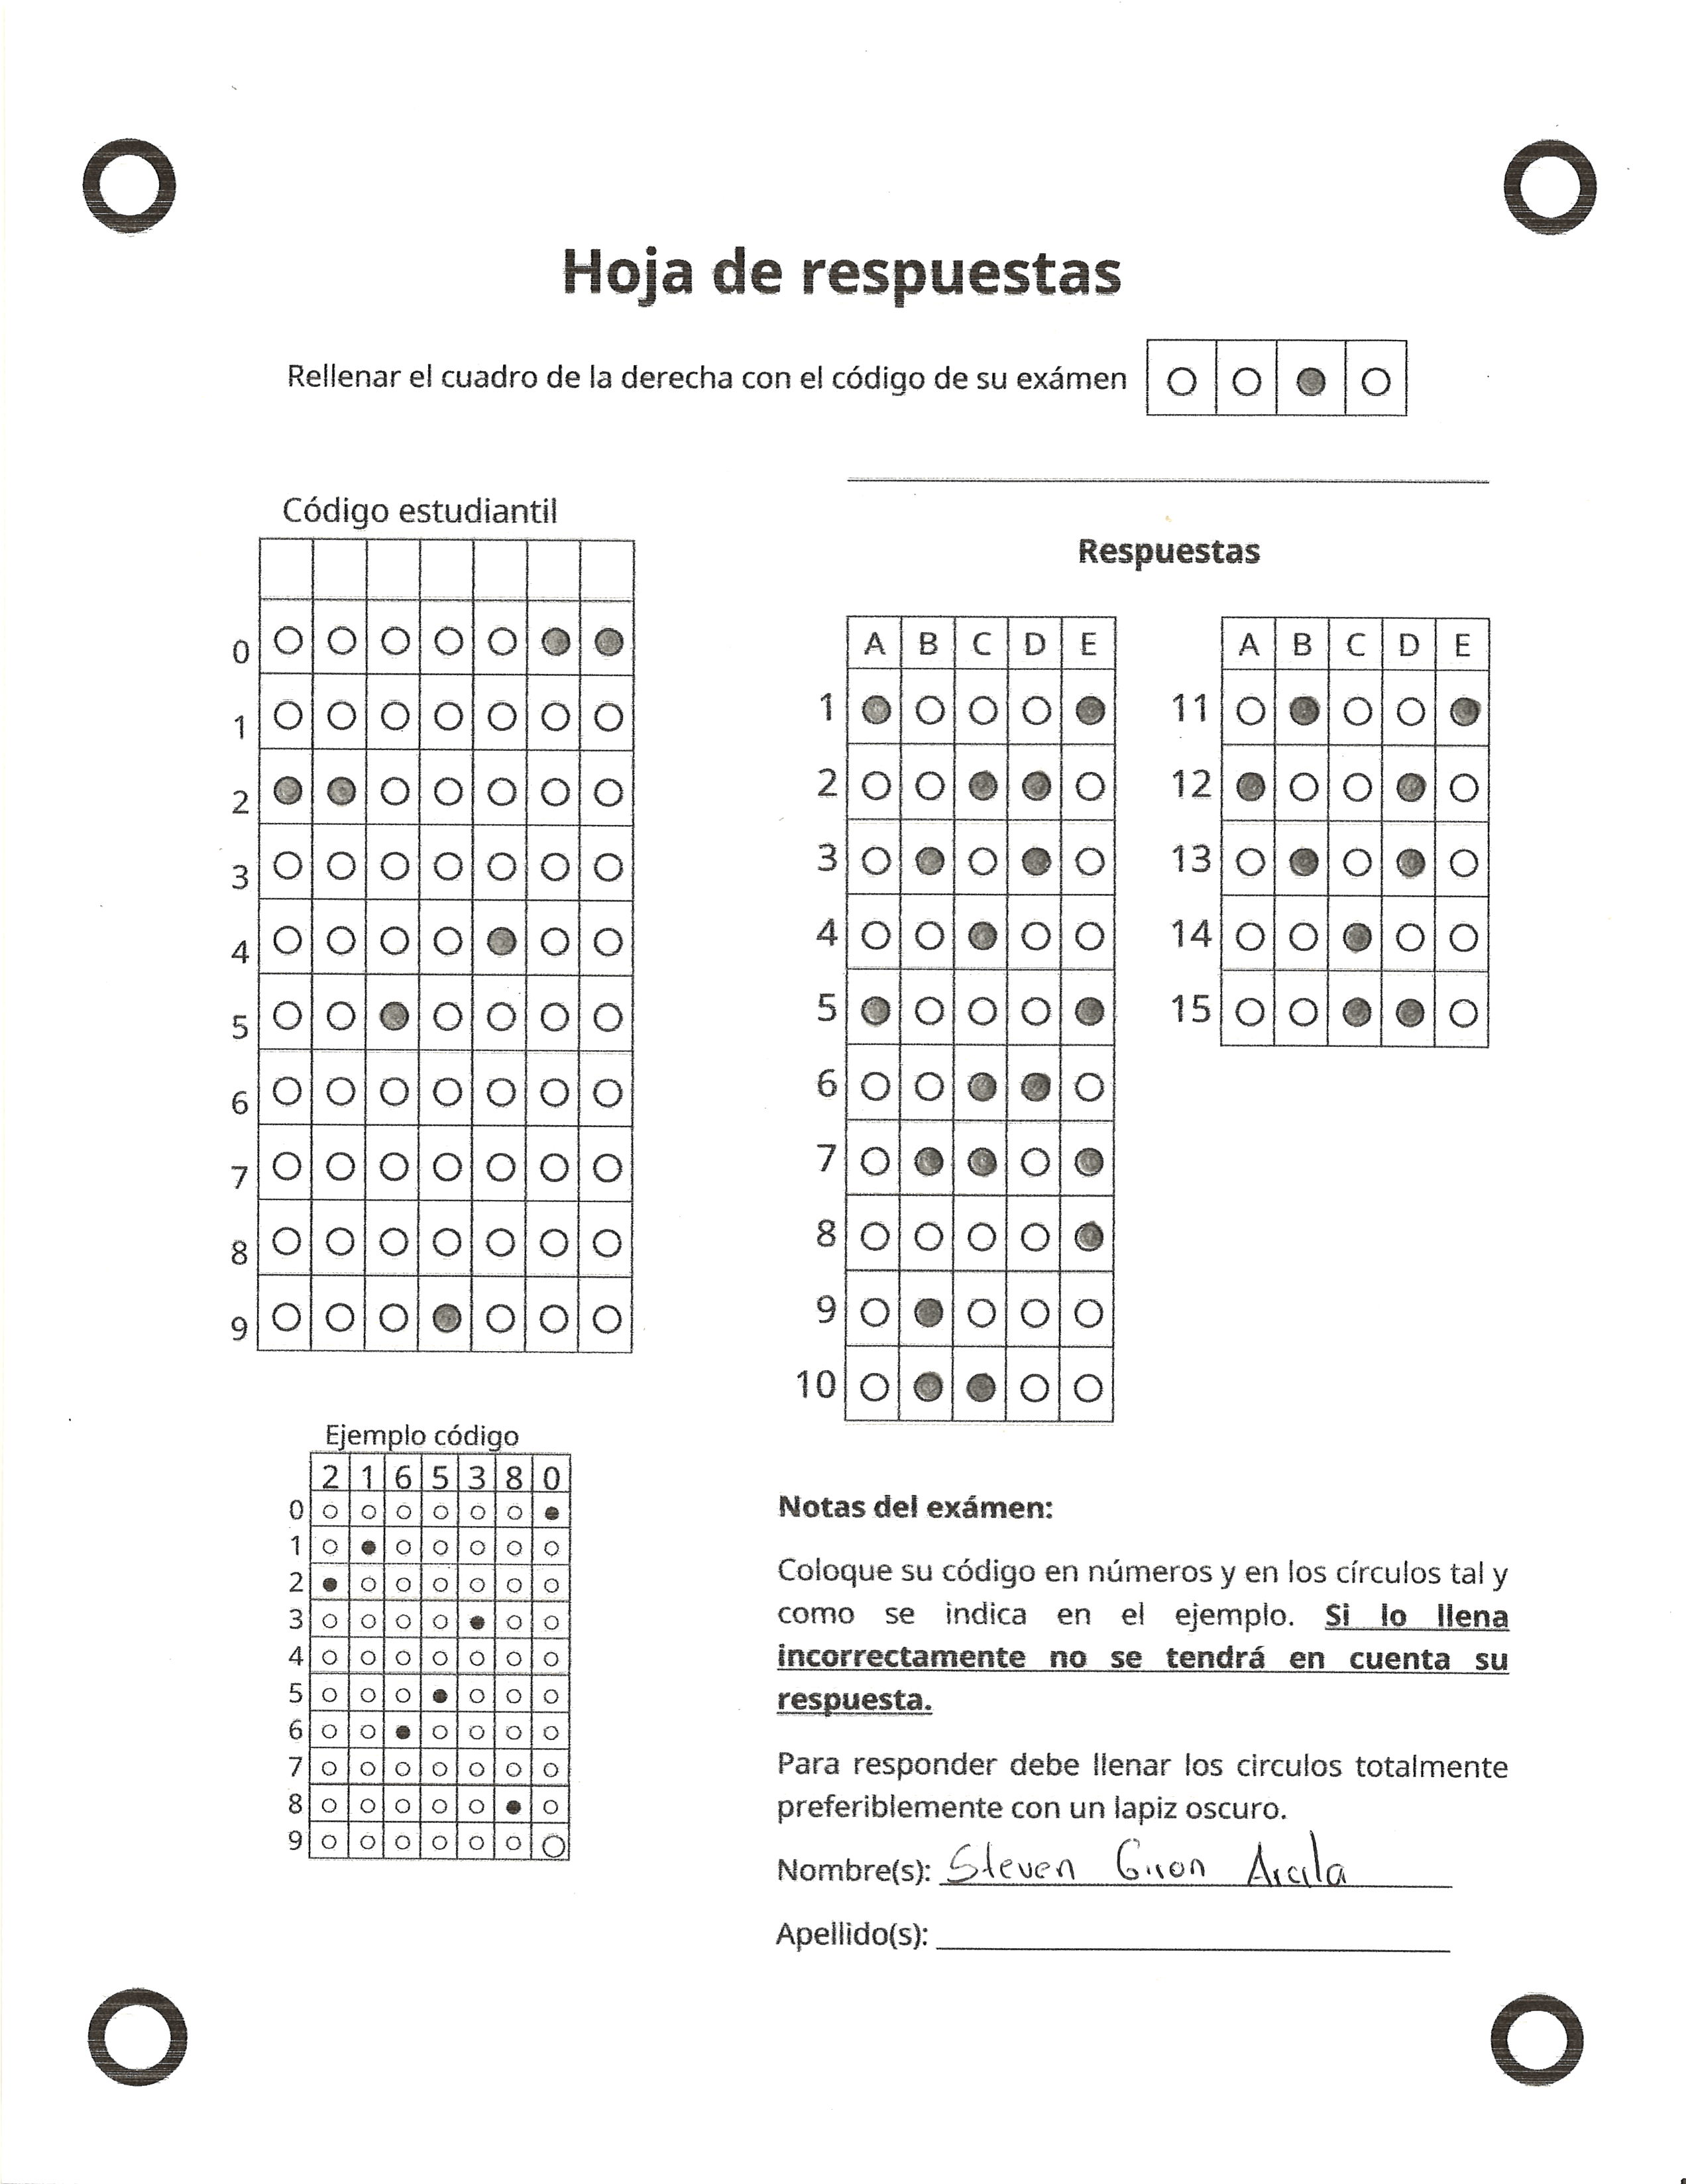 Hoja de respuestas
Rellenar el cuadro de la derecha con el código de su exámen
Código estudiantil
0
1
2
3
4
5
6
7
8
9
Respuestas
A B C D E
1
2
3
4
5
6
7
8
9
10
A B C D E
11
12
13
14
15
Ejemplo código
2 1 6 5 3 8 0
0
1
2
3
4
5
6
7
8
9
Notas del exámen:
Coloque su código en números y en los círculos tal y
como se indica en el ejemplo. Si lo llena
incorrectamente no se tendrá en cuenta su
respuesta.
Para responder debe llenar los circulos totalmente
preferiblemente con un lapiz oscuro.
Nombre(s): Steven Giron Arcila
Apellido(s):